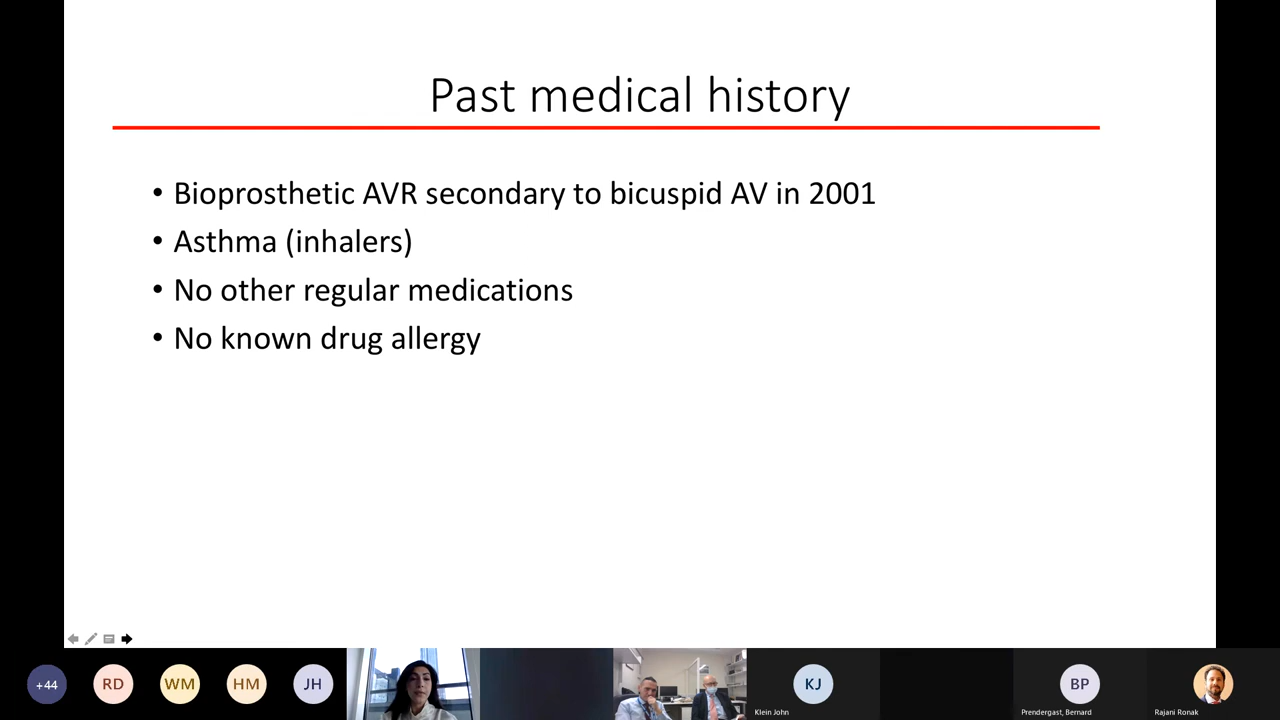 Past medical history
• Bioprosthetic AVR secondary to bicuspid AV in 2001
• Asthma (inhalers)
• No other regular medications
• No known drug allergy
+44
RD
WM
HM
JH
KJ
BP
Klein John
Prendergast, Bernard
Rajani Ronak